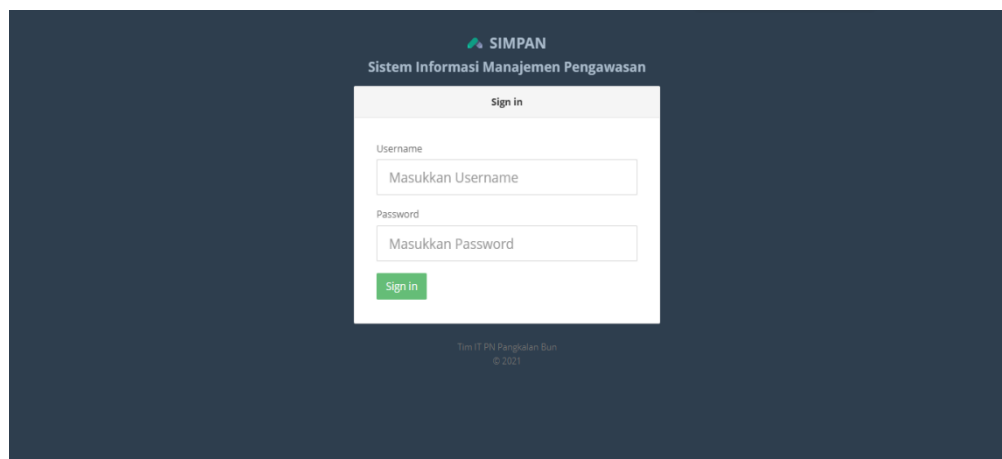 SIMPAN
Sistem Informasi Manajemen Pengawasan
Sign in
Username
Masukkan Username
Password
Masukkan Password
Sign in
Tim IT PN Pangkalan Bun
© 2021